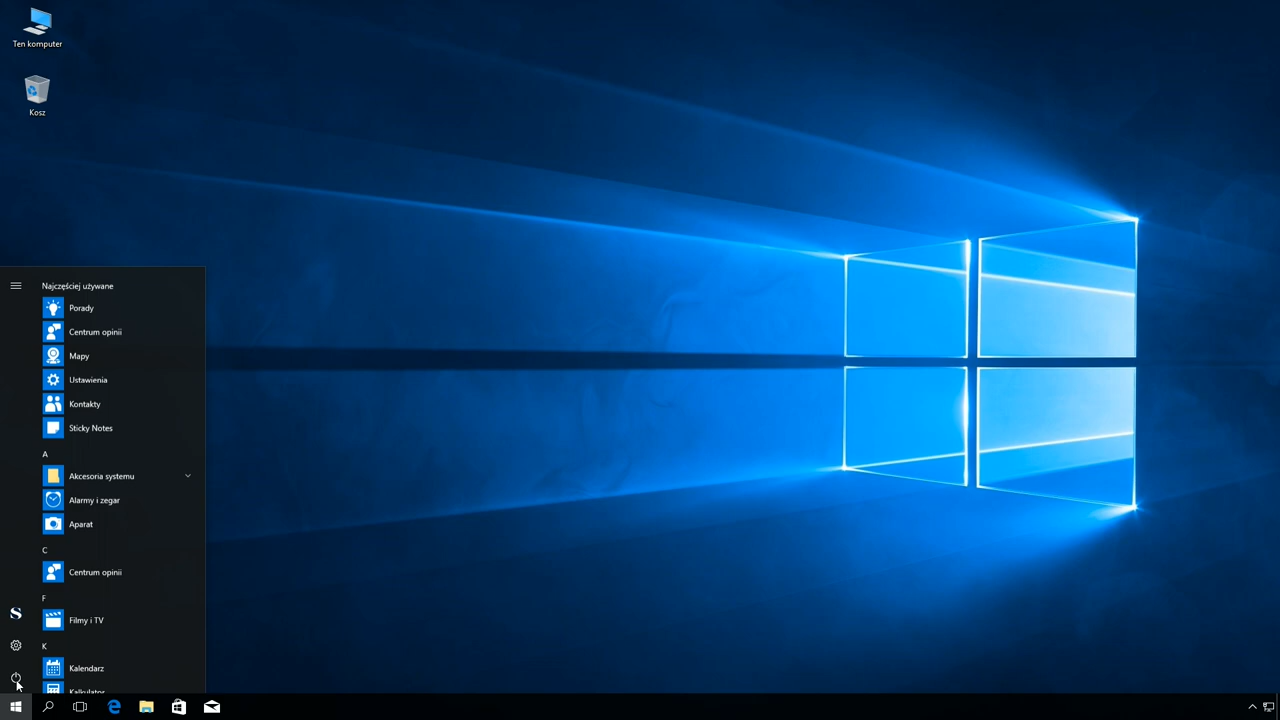 Ten komputer
Kosz
Najczęściej używane
Porady
Centrum opinii
Mapy
Ustawienia
Kontakty
Sticky Notes
A
Akcesoria systemu
Alarmy i zegar
Aparat
C
Centrum opinii
F
Filmy i TV
K
Kalendarz
Kalkulator